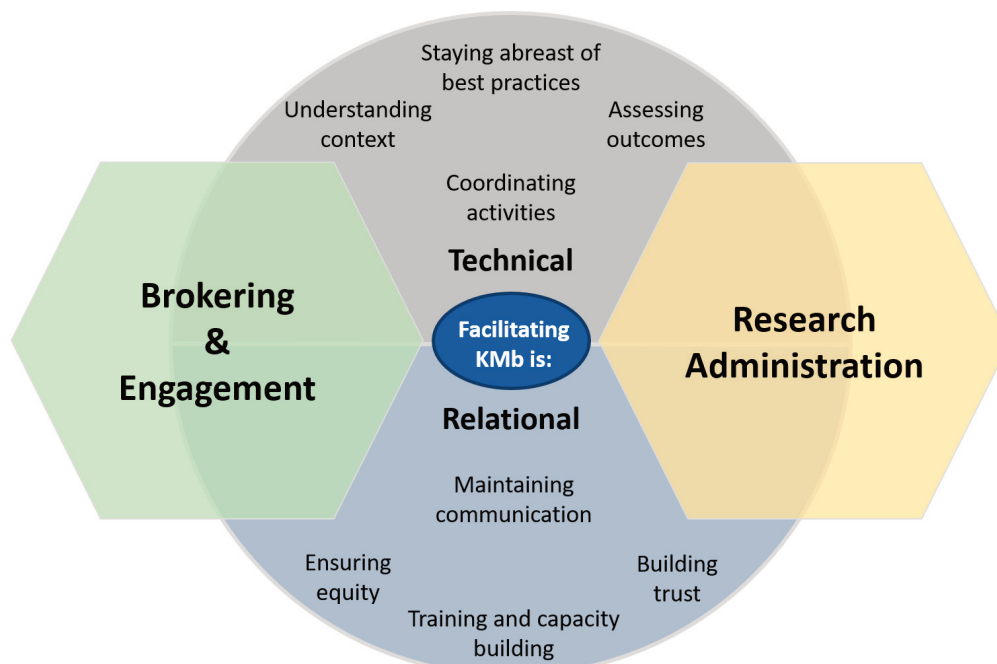 Staying abreast of
best practices
Understanding
context
Assessing
outcomes
Coordinating
activities
Technical
Brokering
&
Engagement
Facilitating
KMb is:
Research
Administration
Relational
Maintaining
communication
Ensuring
equity
Building
trust
Training and capacity
building